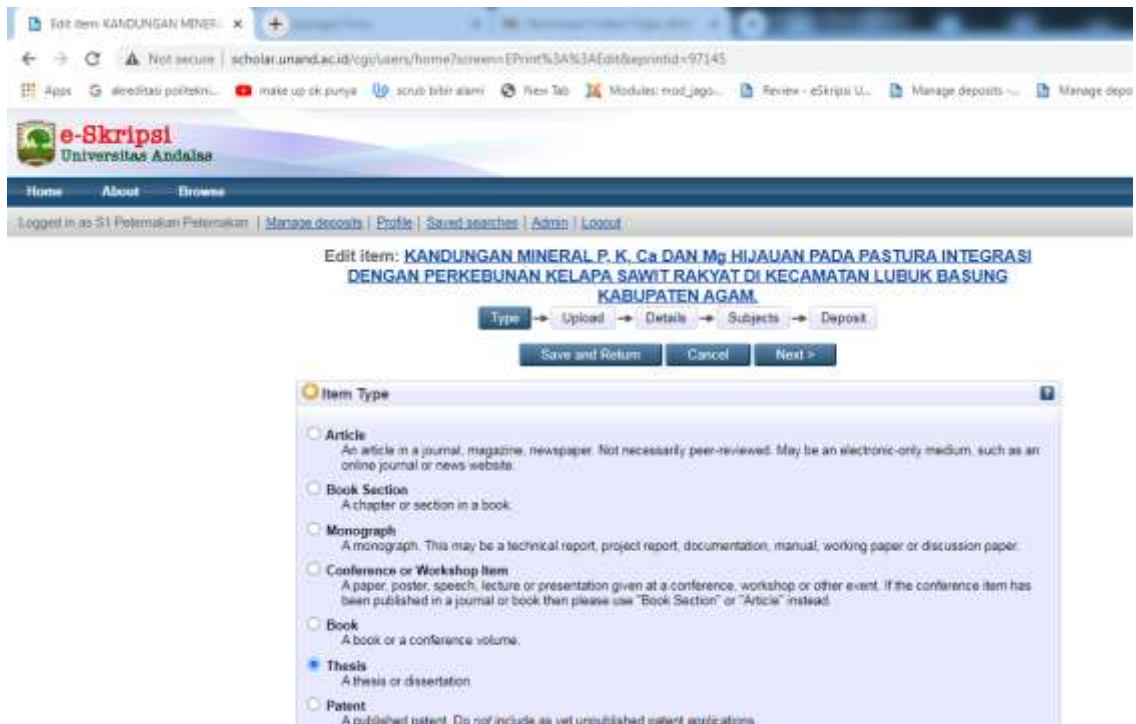 Edit item: KANDUNGAN MINER
Not secure | scholar.unand.ac.id/cgi/users/home?screen=EPrint%3A%3AEdit&eprintid=97145
Apps akreditasi politekni... make up ok punya scrub bibir alami New Tab Modules: mod_jago... Review - eSkripsi U... Manage deposits -... Manage depo
e-Skripsi
Universitas Andalas
Home About Browse
Logged in as S1 Peternakan Peternakan | Manage deposits | Profile | Saved searches | Admin | Logout
Edit item: KANDUNGAN MINERAL P, K, Ca DAN Mg HIJAUAN PADA PASTURA INTEGRASI
DENGAN PERKEBUNAN KELAPA SAWIT RAKYAT DI KECAMATAN LUBUK BASUNG
KABUPATEN AGAM.
Type → Upload → Details → Subjects → Deposit
Save and Return Cancel Next >
Item Type
Article
An article in a journal, magazine, newspaper. Not necessarily peer-reviewed. May be an electronic-only medium, such as an
online journal or news website.
Book Section
A chapter or section in a book.
Monograph
A monograph. This may be a technical report, project report, documentation, manual, working paper or discussion paper.
Conference or Workshop Item
A paper, poster, speech, lecture or presentation given at a conference, workshop or other event. If the conference item has
been published in a journal or book then please use "Book Section" or "Article" instead.
Book
A book or a conference volume.
Thesis
A thesis or dissertation.
Patent
A published patent. Do not include as yet unpublished patent applications.